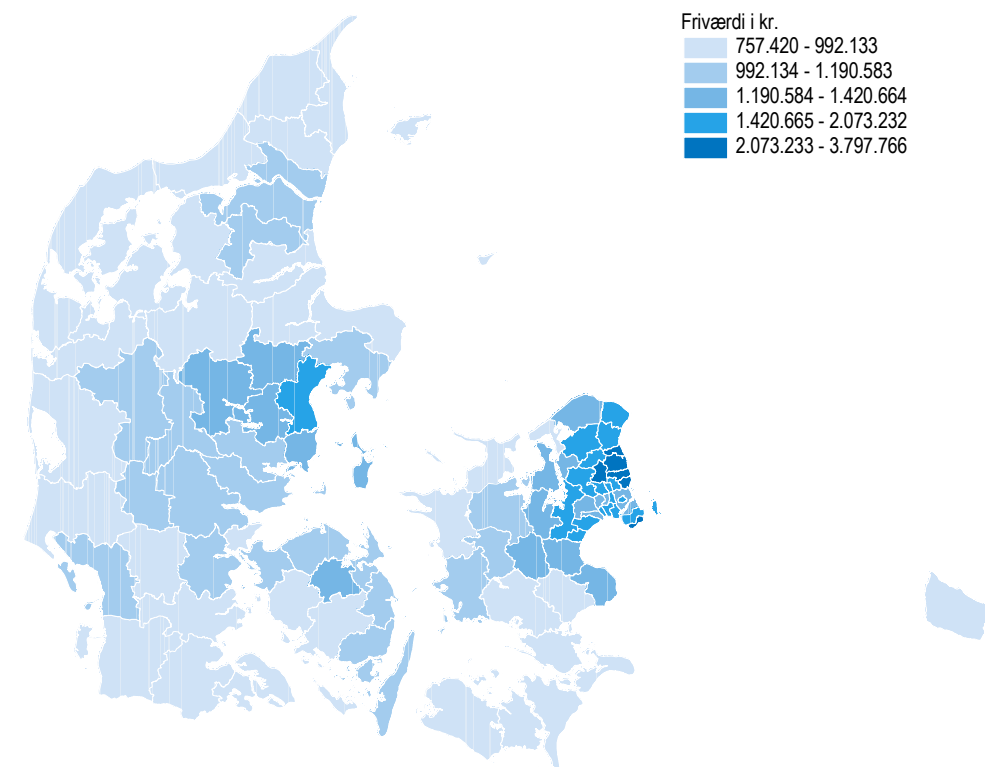 Friværdi i kr.
757.420 - 992.133
992.134 - 1.190.583
1.190.584 - 1.420.664
1.420.665 - 2.073.232
2.073.233 - 3.797.766